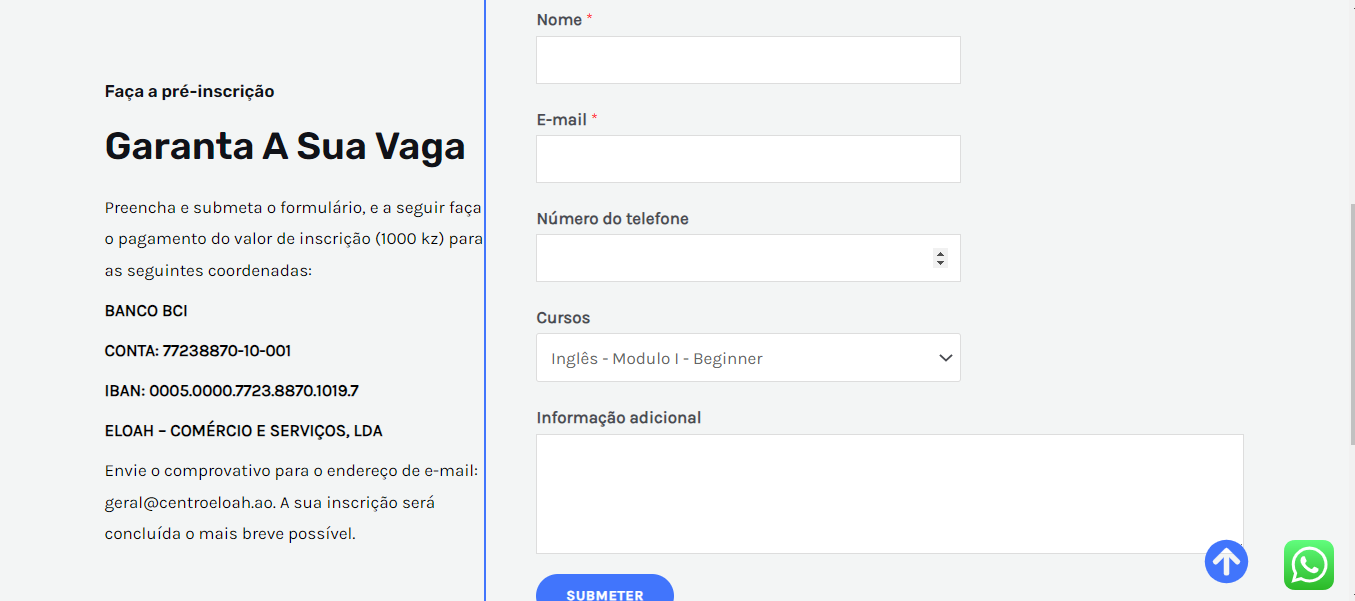 Faça a pré-inscrição
Garanta A Sua Vaga
Preencha e submeta o formulário, e a seguir faça
o pagamento do valor de inscrição (1000 kz) para
as seguintes coordenadas:
BANCO BCI
CONTA: 77238870-10-001
IBAN: 0005.0000.7723.8870.1019.7
ELOAH – COMÉRCIO E SERVIÇOS, LDA
Envie o comprovativo para o endereço de e-mail:
geral@centroeloah.ao. A sua inscrição será
concluída o mais breve possível.
Nome *
E-mail *
Número do telefone
Cursos
Inglês - Modulo I - Beginner
Informação adicional
SUBMETER